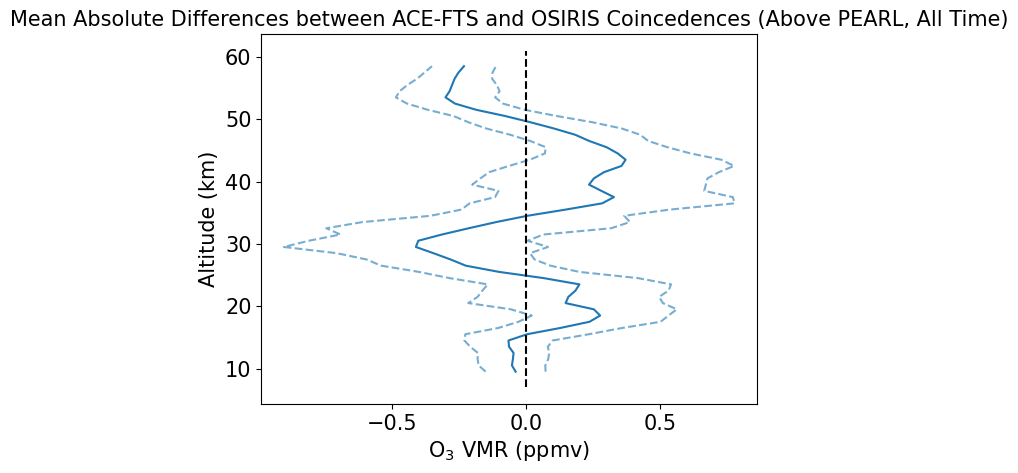 Mean Absolute Differences between ACE-FTS and OSIRIS Coincedences (Above PEARL, All Time)
60
50
40
30
20
10
Altitude (km)
−0.5 0.0 0.5
O₃ VMR (ppmv)